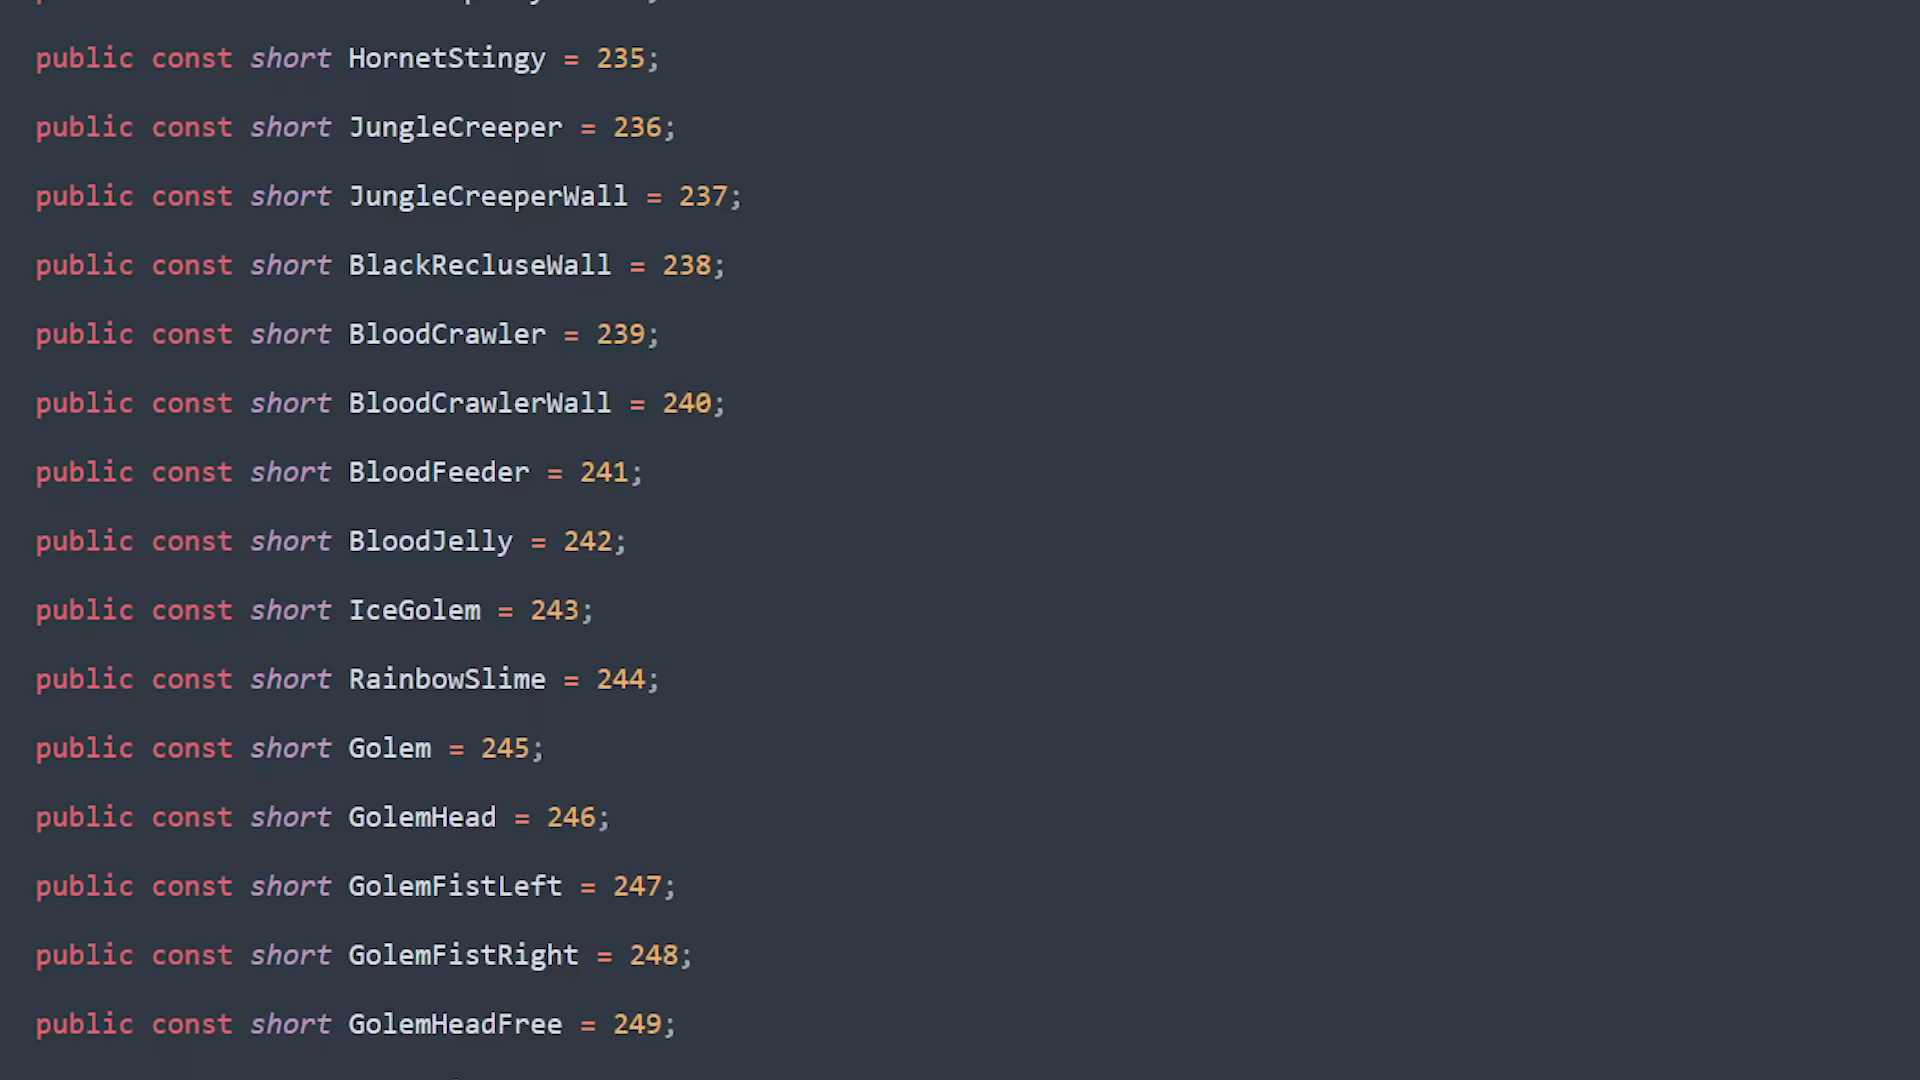 public const short HornetStingy = 235;
public const short JungleCreeper = 236;
public const short JungleCreeperWall = 237;
public const short BlackRecluseWall = 238;
public const short BloodCrawler = 239;
public const short BloodCrawlerWall = 240;
public const short BloodFeeder = 241;
public const short BloodJelly = 242;
public const short IceGolem = 243;
public const short RainbowSlime = 244;
public const short Golem = 245;
public const short GolemHead = 246;
public const short GolemFistLeft = 247;
public const short GolemFistRight = 248;
public const short GolemHeadFree = 249;